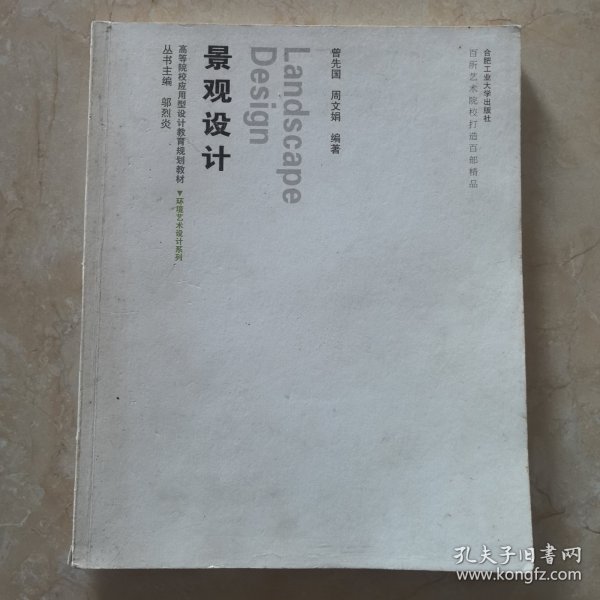 合肥工业大学出版社
百所艺术院校打造百部精品
曾先国 周文娟 编著
Landscape
Design
景观设计
高等院校应用型设计教育规划教材 ▼环境艺术设计系列
丛书主编 邬烈炎
孔夫子旧书网
www.kongfz.com